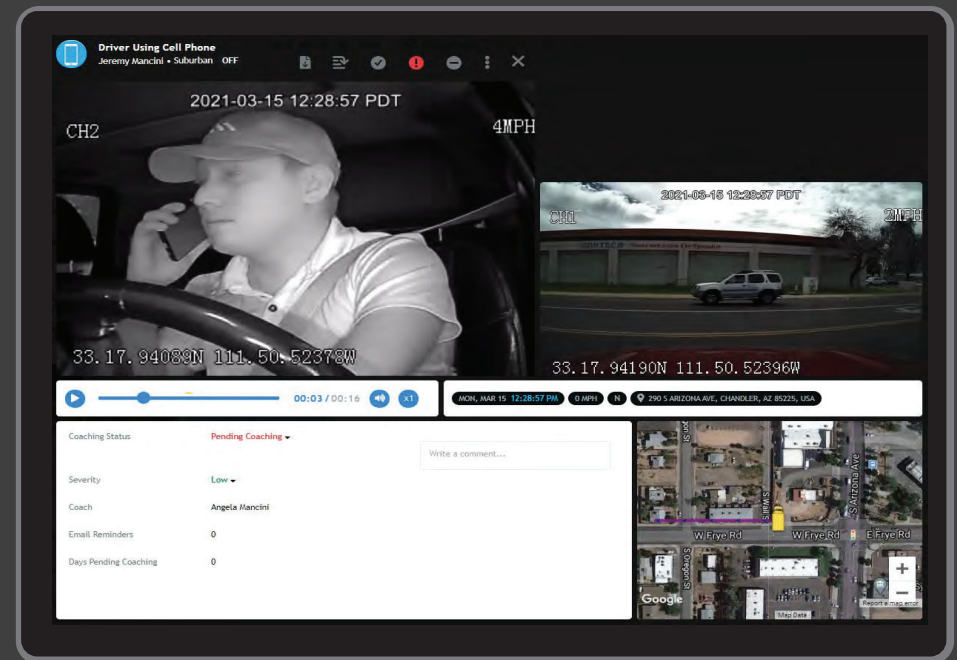 Driver Using Cell Phone
Jeremy Mancini • Suburban OFF
2021-03-15 12:28:57 PDT
CH2
4MPH
33.17.94089N 111.50.52378W
2021-03-15 12:28:57 PDT
CH1
2MPH
33.17.94190N 111.50.52396W
00:03 / 00:16
x1
MON, MAR 15 12:28:57 PM
0 MPH
N
290 S ARIZONA AVE, CHANDLER, AZ 85225, USA
Coaching Status
Pending Coaching
Write a comment...
Severity
Low
Coach
Angela Mancini
Email Reminders
0
Days Pending Coaching
0
S Wall S
S Arizona Ave
W Frye Rd
W Frye Rd
E Frye Rd
S Oregon St
+
−
Google
Map Data
Report a map error